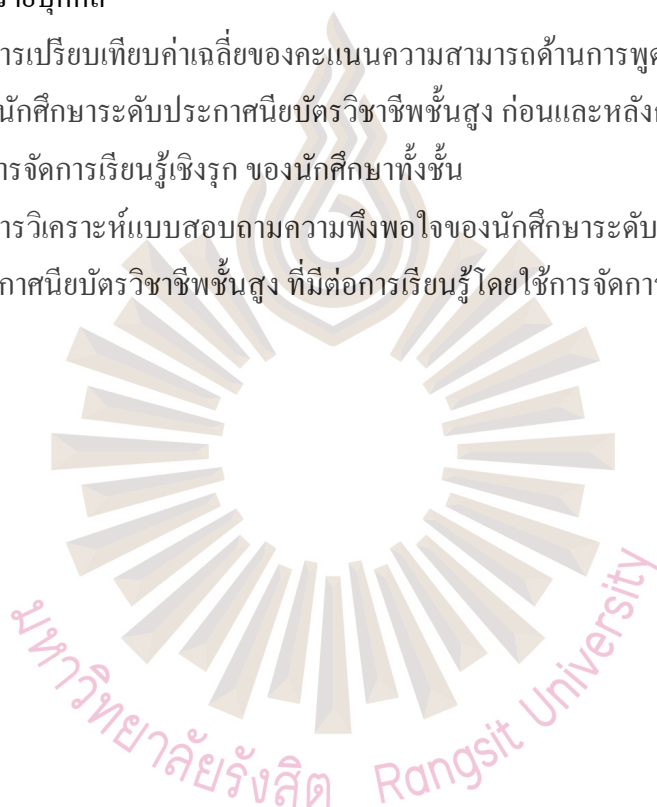 การเปรียบเทียบค่าเฉลี่ยของคะแนนความสามารถด้านการพูด
นักศึกษาระดับประกาศนียบัตรวิชาชีพชั้นสูง ก่อนและหลัง
การจัดการเรียนรู้เชิงรุก ของนักศึกษาทั้งชั้น
การวิเคราะห์แบบสอบถามความพึงพอใจของนักศึกษาระดับ
กาศนียบัตรวิชาชีพชั้นสูง ที่มีต่อการเรียนรู้โดยใช้การจัดการ
มหาวิทยาลัยรังสิต Rangsit University